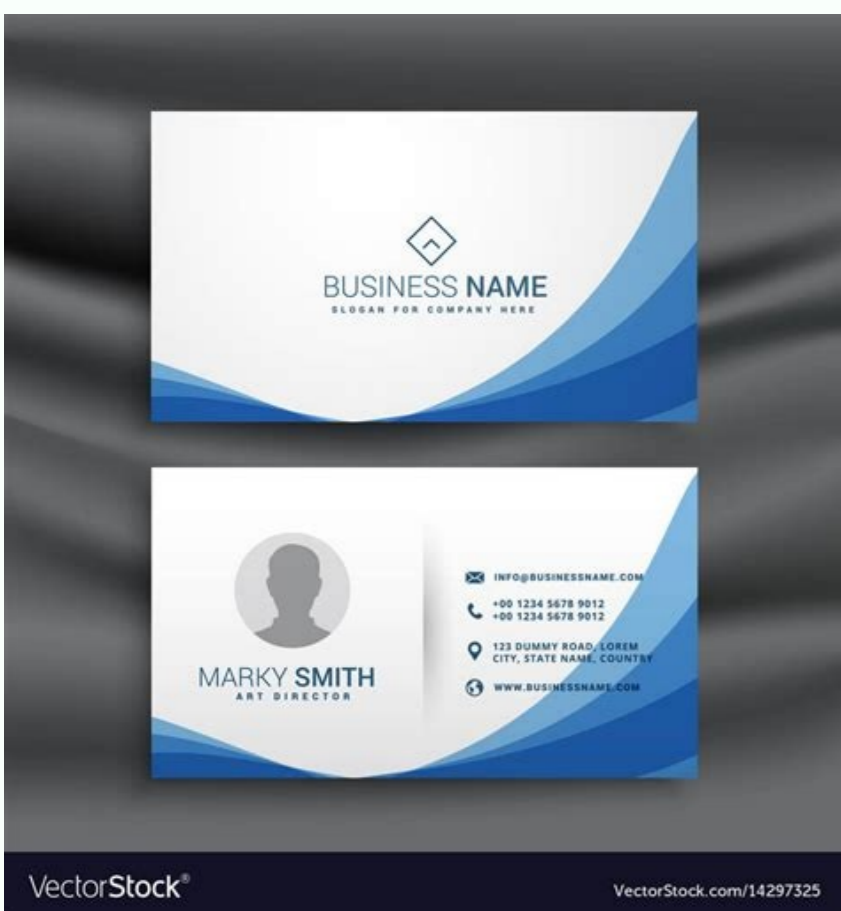 BUSINESS NAME
SLOGAN FOR COMPANY HERE
MARKY SMITH
ART DIRECTOR
INFO@BUSINESSNAME.COM
+00 1234 5678 9012
+00 1234 5678 9012
123 DUMMY ROAD, LOREM
CITY, STATE NAME, COUNTRY
WWW.BUSINESSNAME.COM
VectorStock®
VectorStock.com/14297325